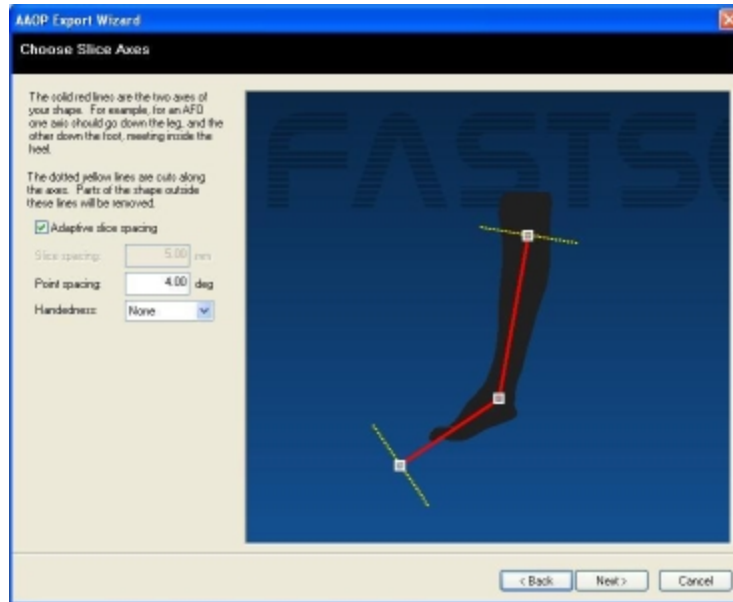 AAOP Export Wizard
Choose Slice Axes
The solid red lines are the two axes of
your shape. For example, for an AFO
one axis should go down the leg, and the
other down the foot, meeting inside the
heel.
The dotted yellow lines are cuts along
the axes. Parts of the shape outside
these lines will be removed.
Adaptive slice spacing
Slice spacing: 5.00 mm
Point spacing: 4.00 deg
Handedness: None
FASTSC
< Back
Next >
Cancel